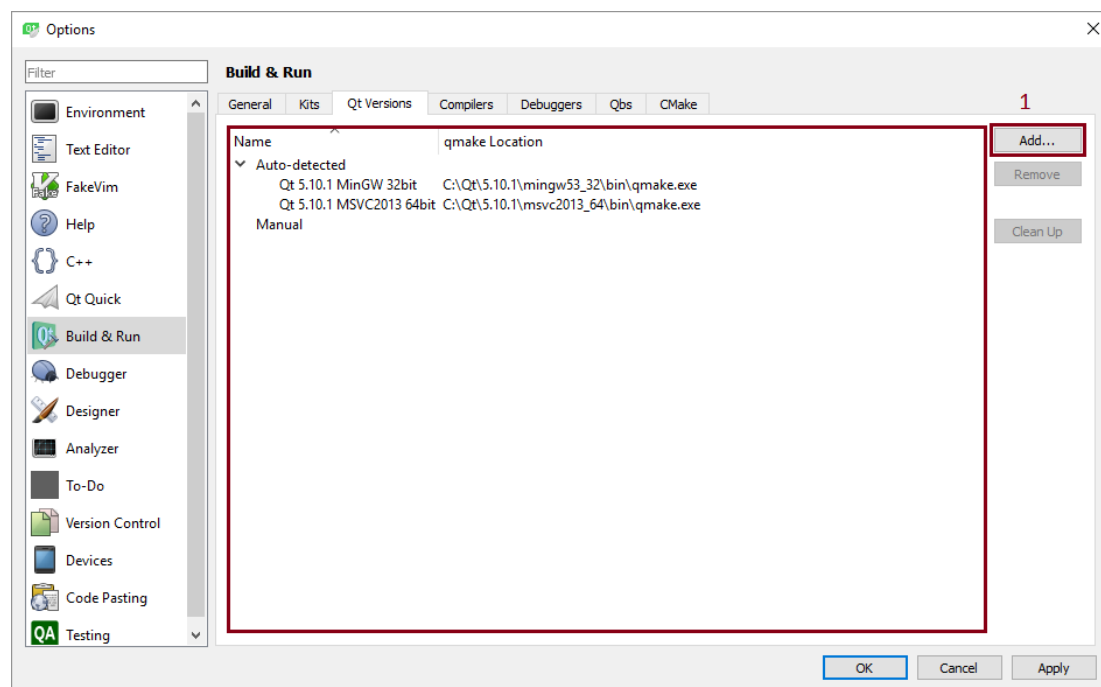 Options
Filter
Build & Run
Environment
Text Editor
FakeVim
Help
C++
Qt Quick
Build & Run
Debugger
Designer
Analyzer
To-Do
Version Control
Devices
Code Pasting
QA Testing
General Kits Qt Versions Compilers Debuggers Qbs CMake
1
Name qmake Location
Auto-detected
Qt 5.10.1 MinGW 32bit C:\Qt\5.10.1\mingw53_32\bin\qmake.exe
Qt 5.10.1 MSVC2013 64bit C:\Qt\5.10.1\msvc2013_64\bin\qmake.exe
Manual
Add...
Remove
Clean Up
OK Cancel Apply